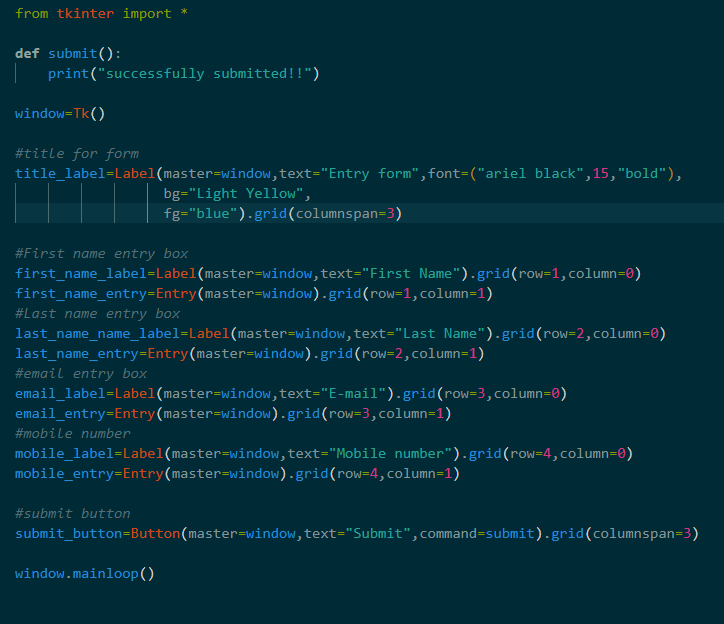 from tkinter import *
def submit():
    print("successfully submitted!!")
window=Tk()
#title for form
title_label=Label(master=window,text="Entry form",font=("ariel black",15,"bold"),
                  bg="Light Yellow",
                  fg="blue").grid(columnspan=3)
#First name entry box
first_name_label=Label(master=window,text="First Name").grid(row=1,column=0)
first_name_entry=Entry(master=window).grid(row=1,column=1)
#Last name entry box
last_name_name_label=Label(master=window,text="Last Name").grid(row=2,column=0)
last_name_entry=Entry(master=window).grid(row=2,column=1)
#email entry box
email_label=Label(master=window,text="E-mail").grid(row=3,column=0)
email_entry=Entry(master=window).grid(row=3,column=1)
#mobile number
mobile_label=Label(master=window,text="Mobile number").grid(row=4,column=0)
mobile_entry=Entry(master=window).grid(row=4,column=1)
#submit button
submit_button=Button(master=window,text="Submit",command=submit).grid(columnspan=3)
window.mainloop()